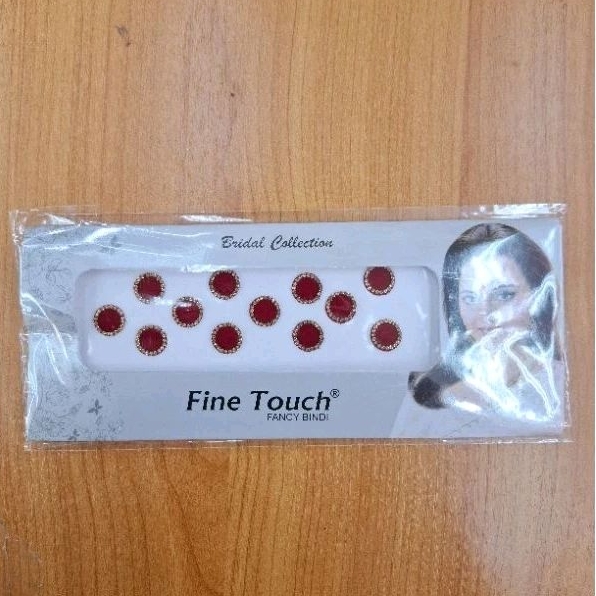 Bridal Collection
Fine Touch®
FANCY BINDI